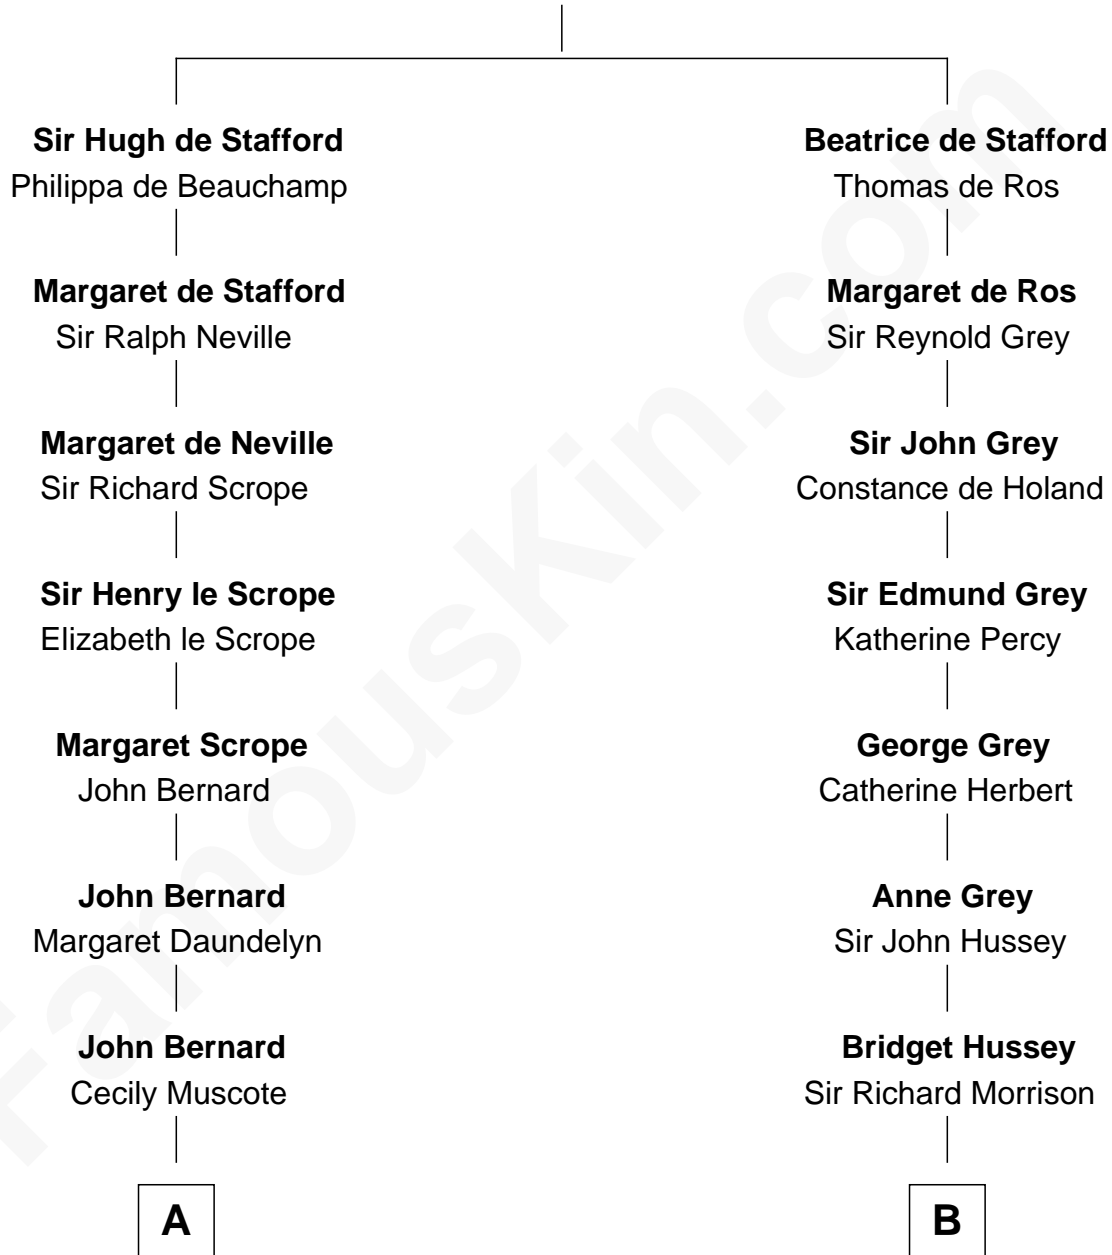 Sir Hugh de Stafford
Philippa de Beauchamp
Margaret de Stafford
Sir Ralph Neville
Margaret de Neville
Sir Richard Scrope
Sir Henry le Scrope
Elizabeth le Scrope
Margaret Scrope
John Bernard
John Bernard
Margaret Daundelyn
John Bernard
Cecily Muscote
A
Beatrice de Stafford
Thomas de Ros
Margaret de Ros
Sir Reynold Grey
Sir John Grey
Constance de Holand
Sir Edmund Grey
Katherine Percy
George Grey
Catherine Herbert
Anne Grey
Sir John Hussey
Bridget Hussey
Sir Richard Morrison
B
FamousKin.com